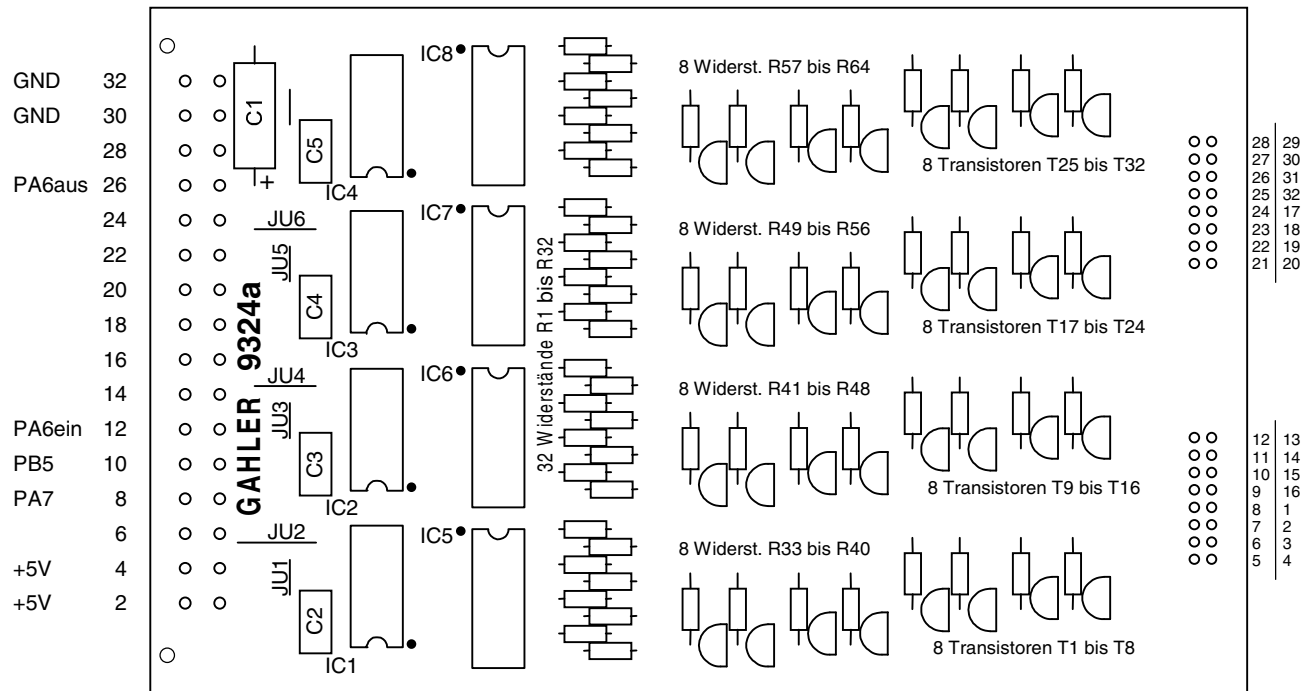 GND 32
GND 30
28
PA6aus 26
24
22
20
18
16
14
PA6ein 12
PB5 10
PA7 8
6
+5V 4
+5V 2
C1
+
C5
IC4
IC8
JU6
JU5
C4
IC3
IC7
GAHLER 9324a
JU4
JU3
C3
IC2
IC6
JU2
JU1
C2
IC1
IC5
32 Widerstände R1 bis R32
8 Widerst. R57 bis R64
8 Transistoren T25 bis T32
8 Widerst. R49 bis R56
8 Transistoren T17 bis T24
8 Widerst. R41 bis R48
8 Transistoren T9 bis T16
8 Widerst. R33 bis R40
8 Transistoren T1 bis T8
28 29
27 30
26 31
25 32
24 17
23 18
22 19
21 20
12 13
11 14
10 15
9 16
8 1
7 2
6 3
5 4